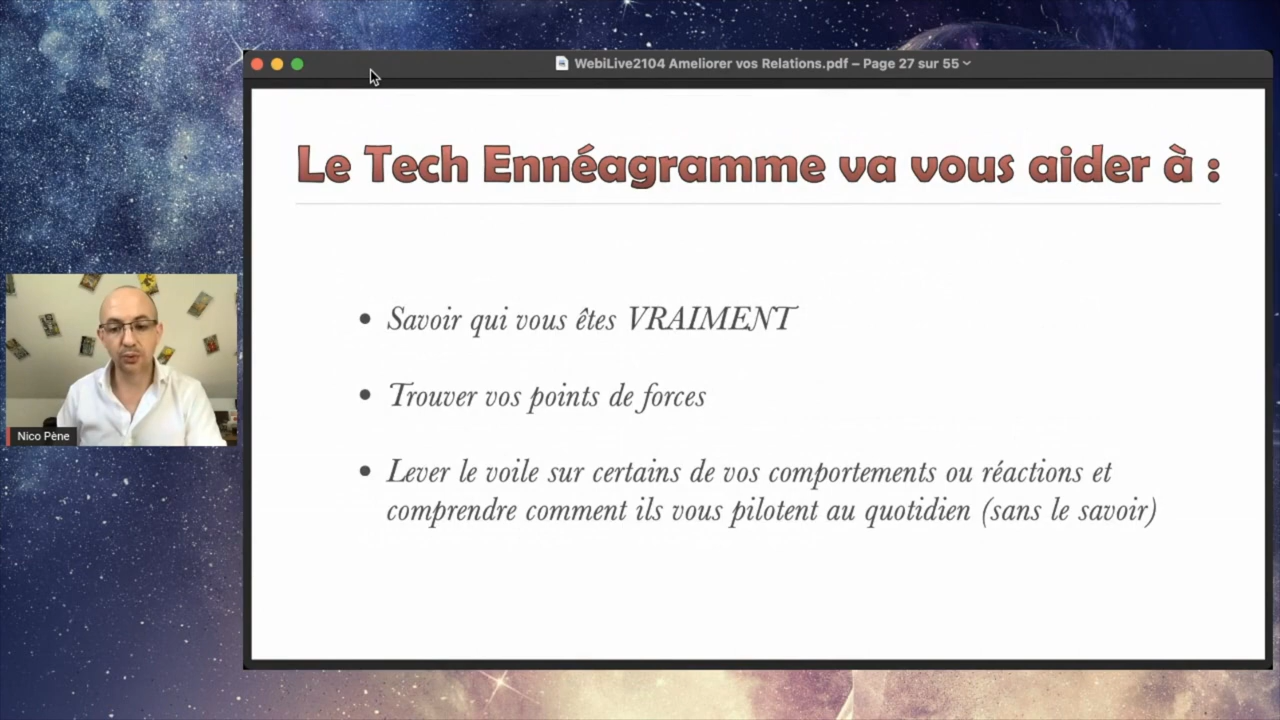 WebiLive2104 Ameliorer vos Relations.pdf – Page 27 sur 55
Le Tech Ennéagramme va vous aider à :
• Savoir qui vous êtes VRAIMENT
• Trouver vos points de forces
• Lever le voile sur certains de vos comportements ou réactions et
comprendre comment ils vous pilotent au quotidien (sans le savoir)
Nico Pène